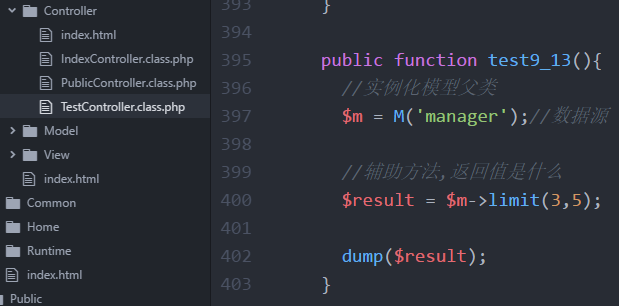 Controller
index.html
IndexController.class.php
PublicController.class.php
TestController.class.php
Model
View
index.html
Common
Home
Runtime
index.html
Public
393 }
394
395 public function test9_13(){
396 //实例化模型父类
397 $m = M('manager');//数据源
398
399 //辅助方法,返回值是什么
400 $result = $m->limit(3,5);
401
402 dump($result);
403 }